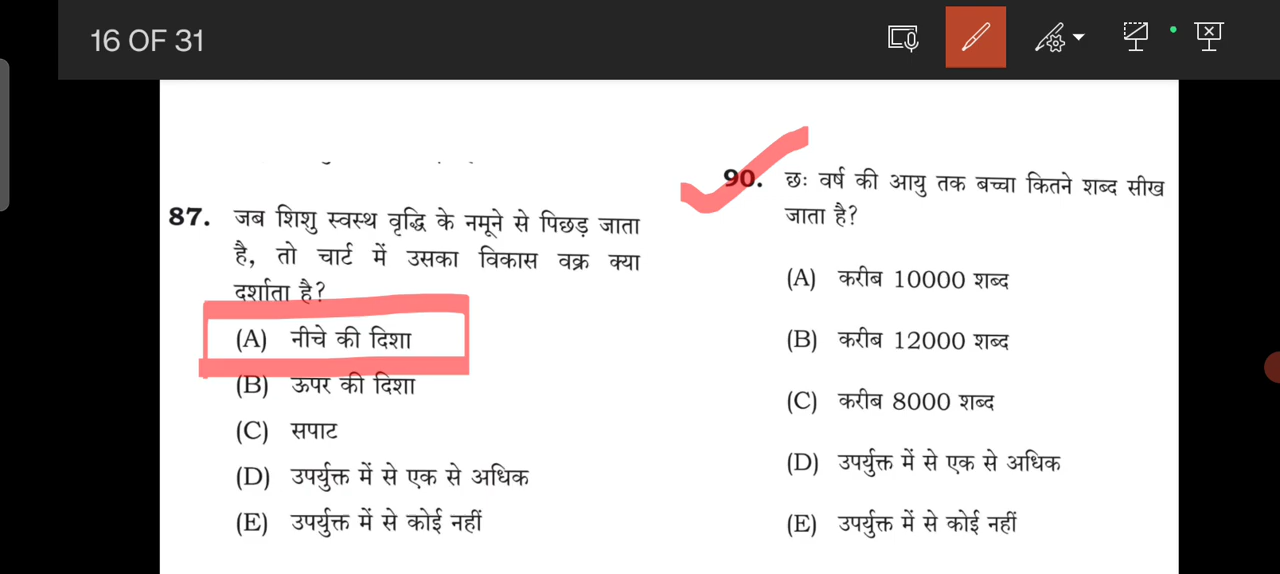 16 OF 31
87. जब शिशु स्वस्थ वृद्धि के नमूने से पिछड़ जाता
है, तो चार्ट में उसका विकास वक्र क्या
दर्शाता है?
(A) नीचे की दिशा
(B) ऊपर की दिशा
(C) सपाट
(D) उपर्युक्त में से एक से अधिक
(E) उपर्युक्त में से कोई नहीं
90. छः वर्ष की आयु तक बच्चा कितने शब्द सीख
जाता है?
(A) करीब 10000 शब्द
(B) करीब 12000 शब्द
(C) करीब 8000 शब्द
(D) उपर्युक्त में से एक से अधिक
(E) उपर्युक्त में से कोई नहीं